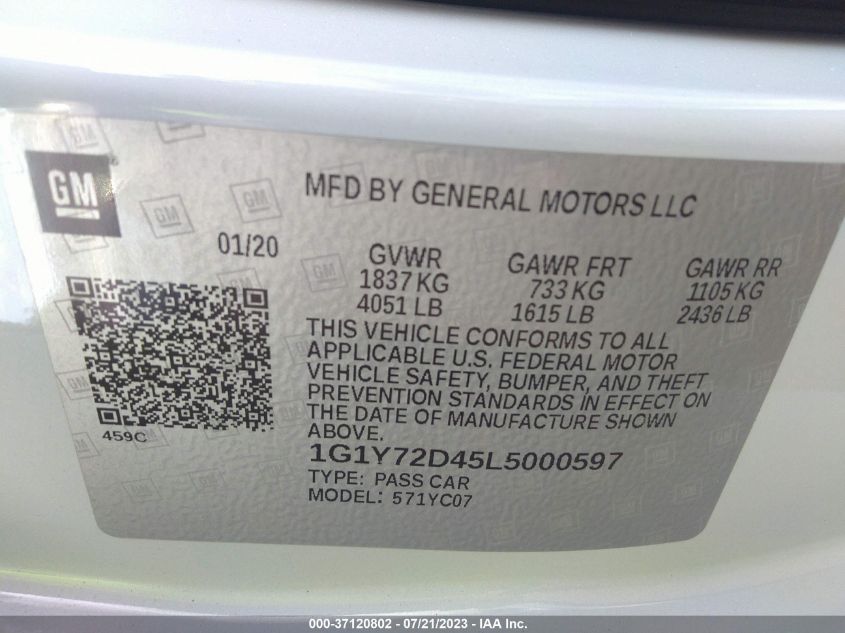 GM
MFD BY GENERAL MOTORS LLC
01/20
GVWR
1837 KG
4051 LB
GAWR FRT
733 KG
1615 LB
GAWR RR
1105 KG
2436 LB
THIS VEHICLE CONFORMS TO ALL
APPLICABLE U.S. FEDERAL MOTOR
VEHICLE SAFETY, BUMPER, AND THEFT
PREVENTION STANDARDS IN EFFECT ON
THE DATE OF MANUFACTURE SHOWN
ABOVE.
459C
1G1Y72D45L5000597
TYPE: PASS CAR
MODEL: 571YC07
000-37120802 - 07/21/2023 - IAA Inc.